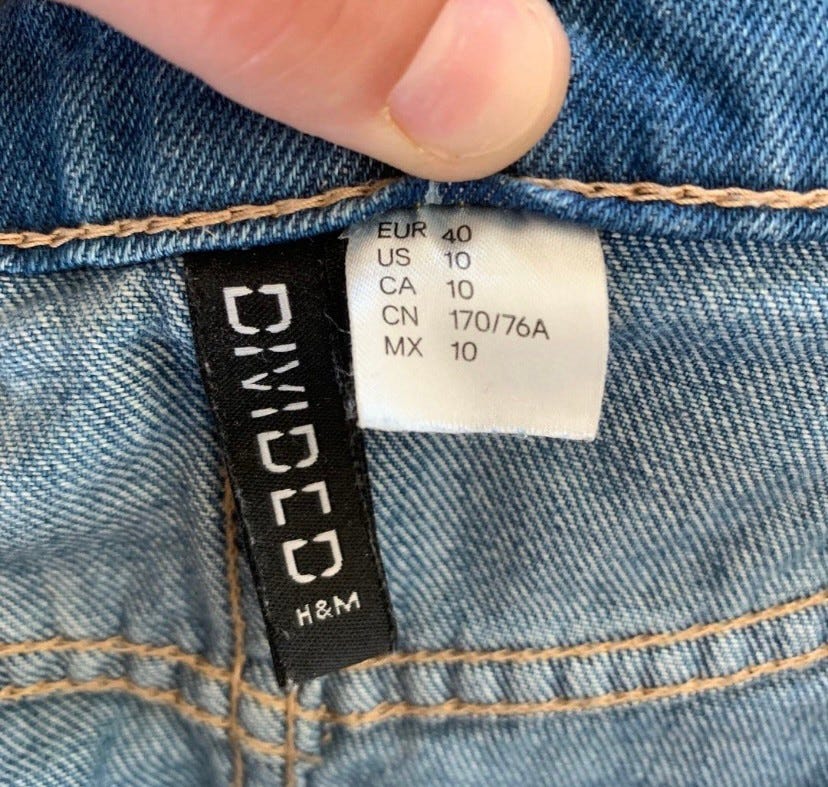 DIVIDED
H&M
EUR 40
US 10
CA 10
CN 170/76A
MX 10